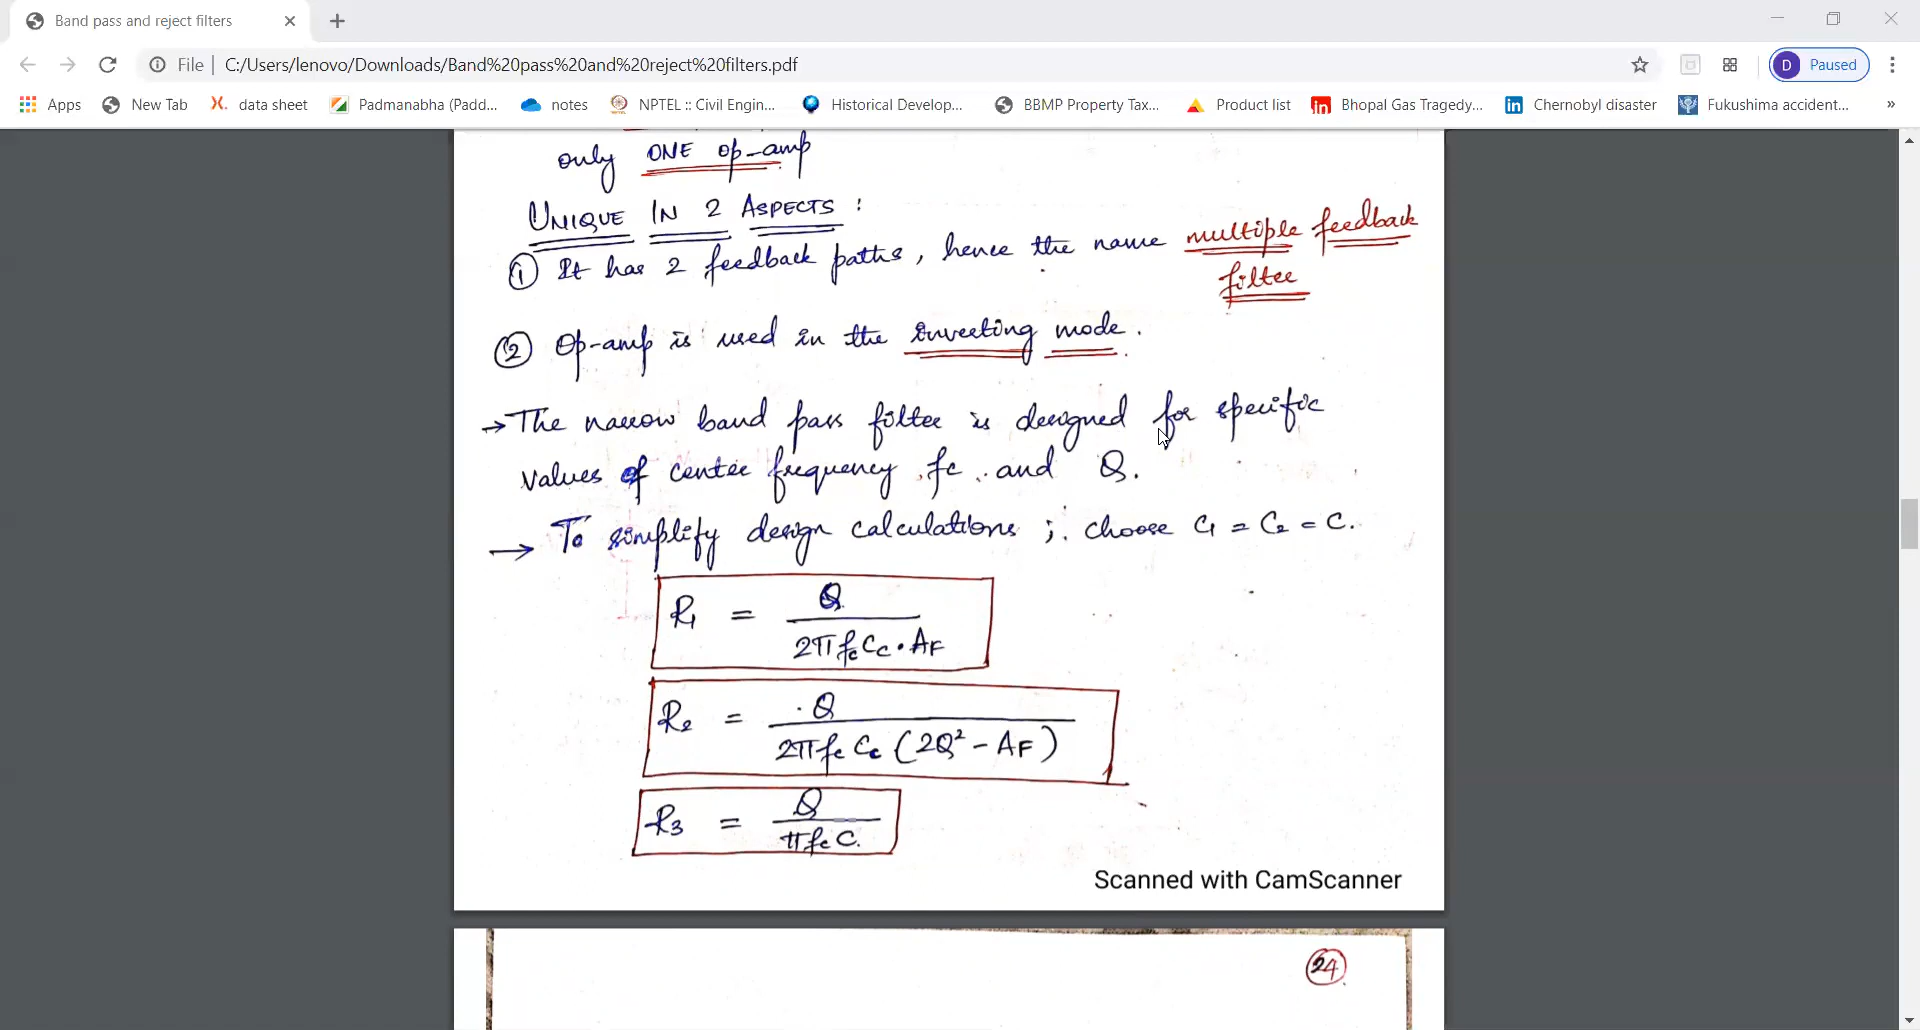 Band pass and reject filters
File | C:/Users/lenovo/Downloads/Band%20pass%20and%20reject%20filters.pdf
D Paused
Apps New Tab X. data sheet Padmanabha (Padd... notes NPTEL :: Civil Engin... Historical Develop... BBMP Property Tax... Product list Bhopal Gas Tragedy... Chernobyl disaster Fukushima accident... »
only ONE op-amp
UNIQUE IN 2 ASPECTS :
① It has 2 feedback paths, hence the name multiple feedback
filter
② Op-amp is used in the inverting mode.
→ The narrow band pass filter is designed for specific
values of center frequency fc and Q.
→ To simplify design calculations ; choose C1 = C2 = C.
R1 = Q / 2πfcCc·AF
R2 = Q / 2πfcCc (2Q² - AF)
R3 = Q / πfcC.
Scanned with CamScanner
24